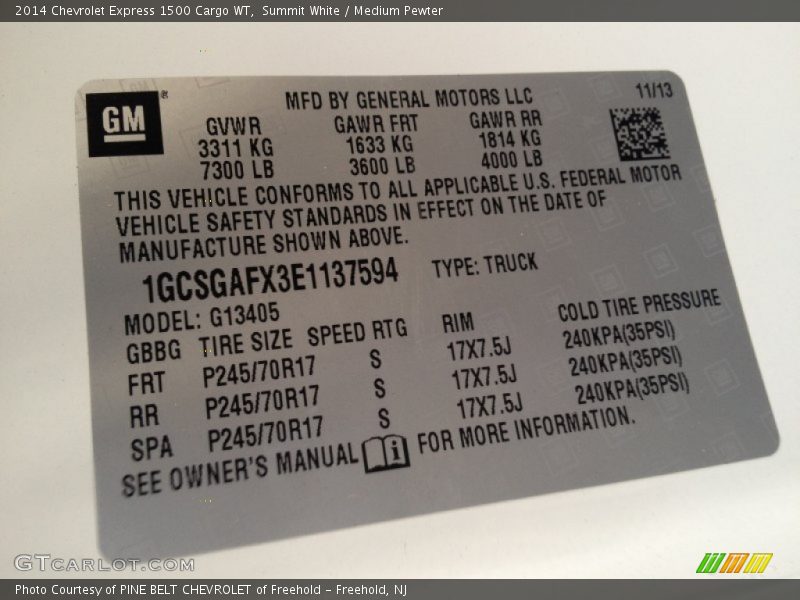 2014 Chevrolet Express 1500 Cargo WT, Summit White / Medium Pewter
GM®
MFD BY GENERAL MOTORS LLC
11/13
GVWR GAWR FRT GAWR RR
3311 KG 1633 KG 1814 KG
7300 LB 3600 LB 4000 LB
THIS VEHICLE CONFORMS TO ALL APPLICABLE U.S. FEDERAL MOTOR
VEHICLE SAFETY STANDARDS IN EFFECT ON THE DATE OF
MANUFACTURE SHOWN ABOVE.
1GCSGAFX3E1137594 TYPE: TRUCK
MODEL: G13405
GBBG TIRE SIZE SPEED RTG RIM COLD TIRE PRESSURE
FRT P245/70R17 S 17X7.5J 240KPA(35PSI)
RR P245/70R17 S 17X7.5J 240KPA(35PSI)
SPA P245/70R17 S 17X7.5J 240KPA(35PSI)
SEE OWNER'S MANUAL i FOR MORE INFORMATION.
GTCARLOT.COM
Photo Courtesy of PINE BELT CHEVROLET of Freehold - Freehold, NJ